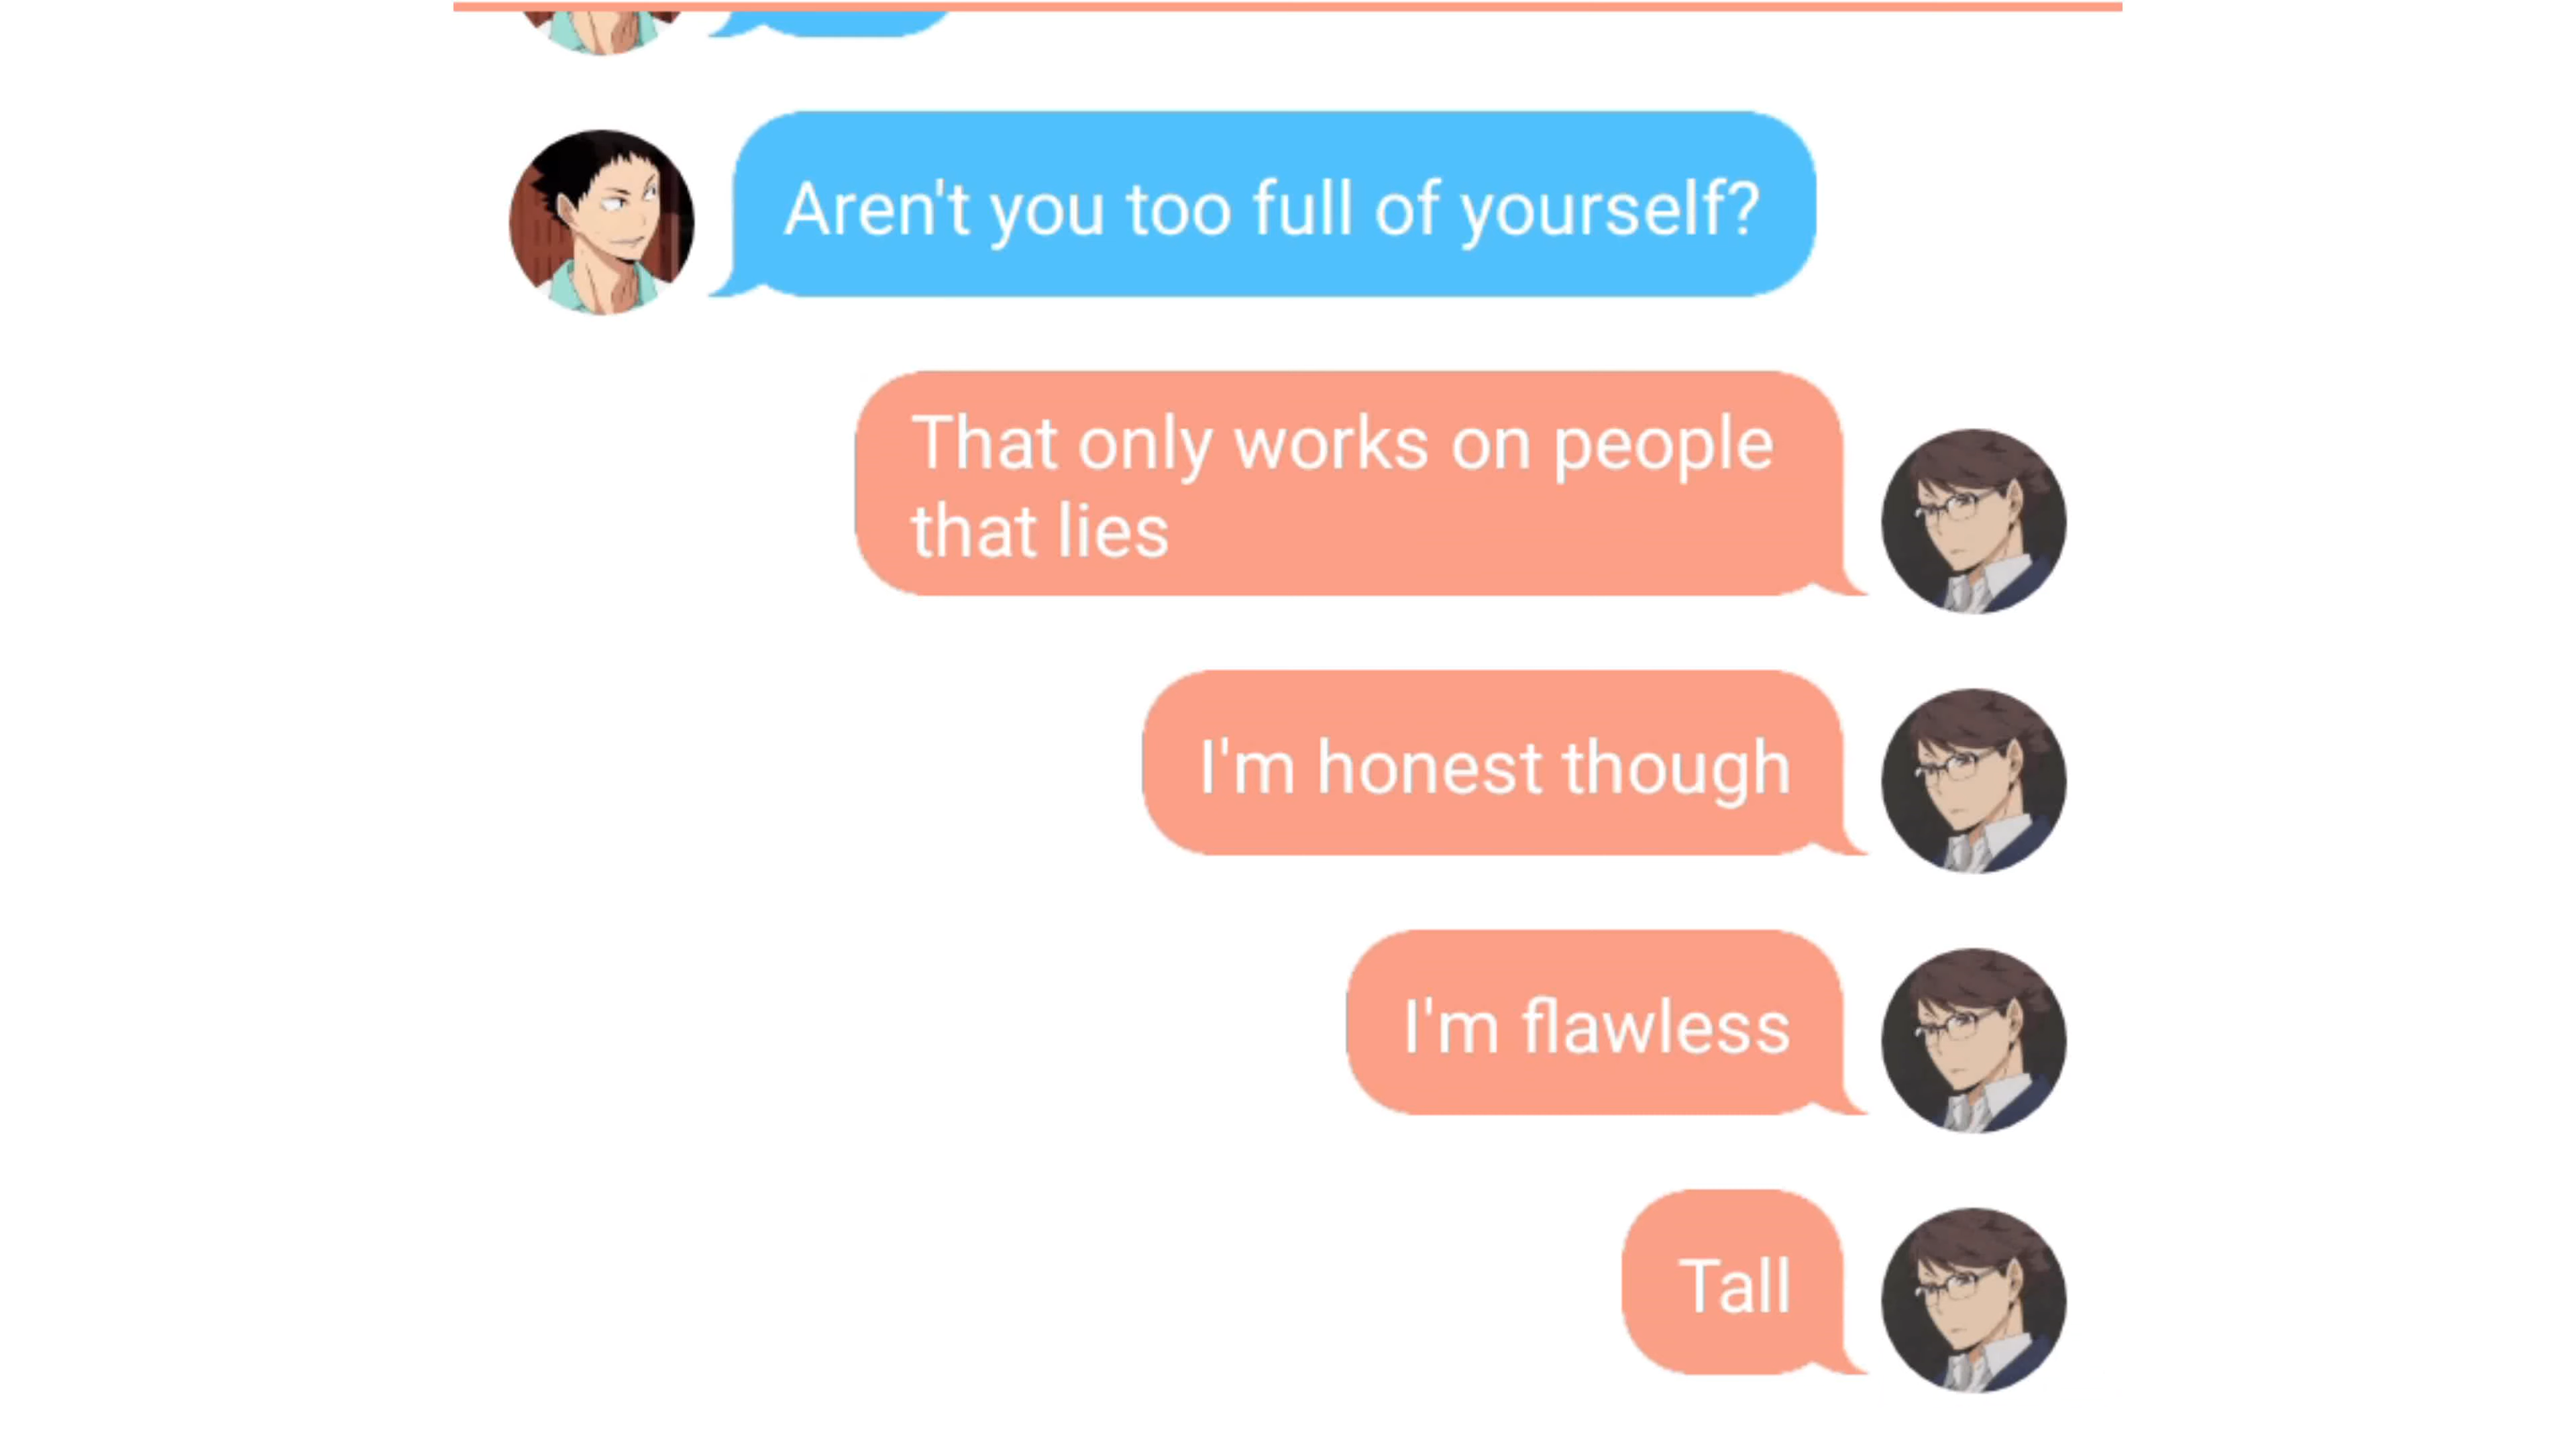 Aren't you too full of yourself?
That only works on people
that lies
I'm honest though
I'm flawless
Tall